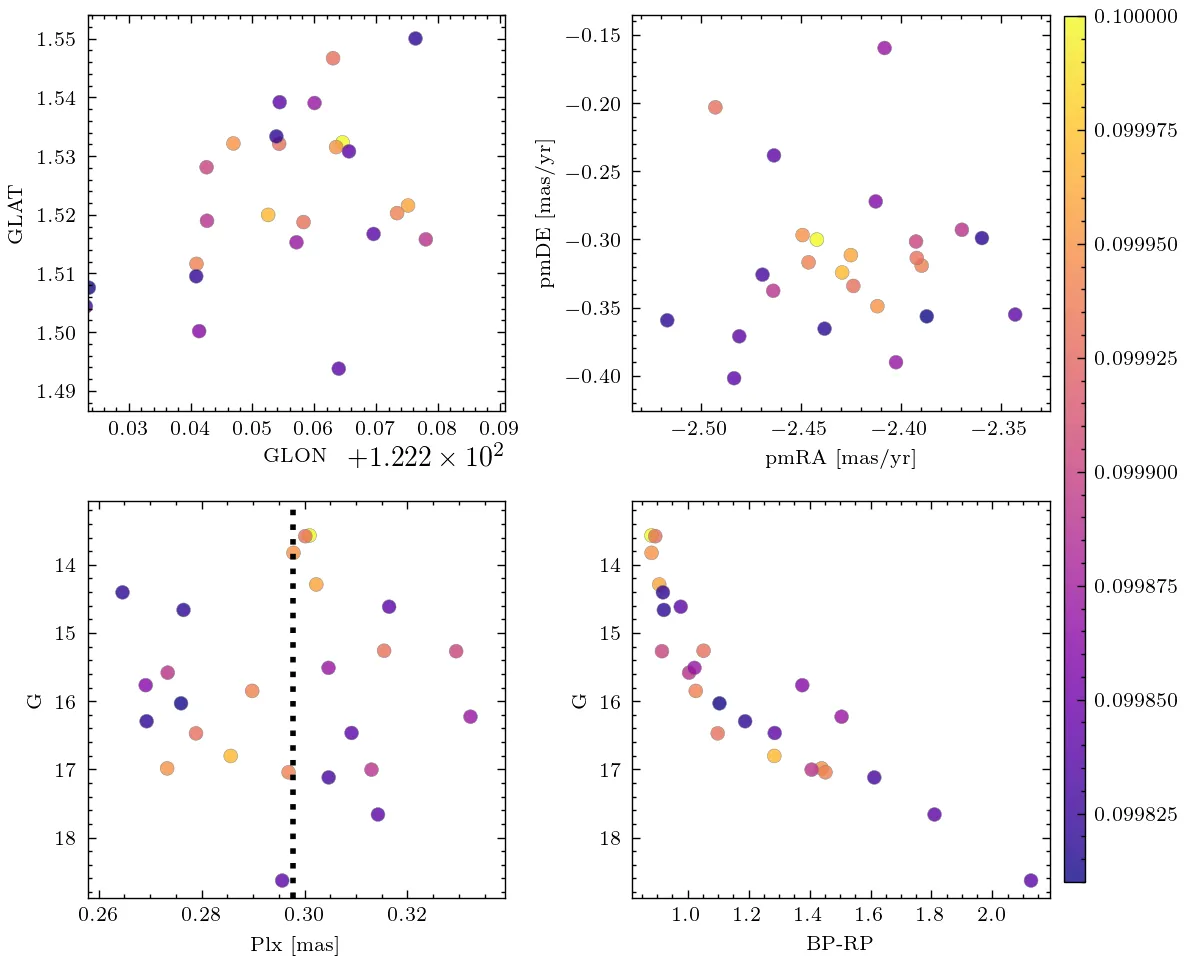 1.55
1.54
1.53
1.52
1.51
1.50
1.49
GLAT
0.03 0.04 0.05 0.06 0.07 0.08 0.09
GLON +1.222 × 10²
−0.15
−0.20
−0.25
−0.30
−0.35
−0.40
pmDE [mas/yr]
−2.50 −2.45 −2.40 −2.35
pmRA [mas/yr]
0.100000
0.099975
0.099950
0.099925
0.099900
0.099875
0.099850
0.099825
14
15
16
17
18
G
0.26 0.28 0.30 0.32
Plx [mas]
14
15
16
17
18
G
1.0 1.2 1.4 1.6 1.8 2.0
BP-RP